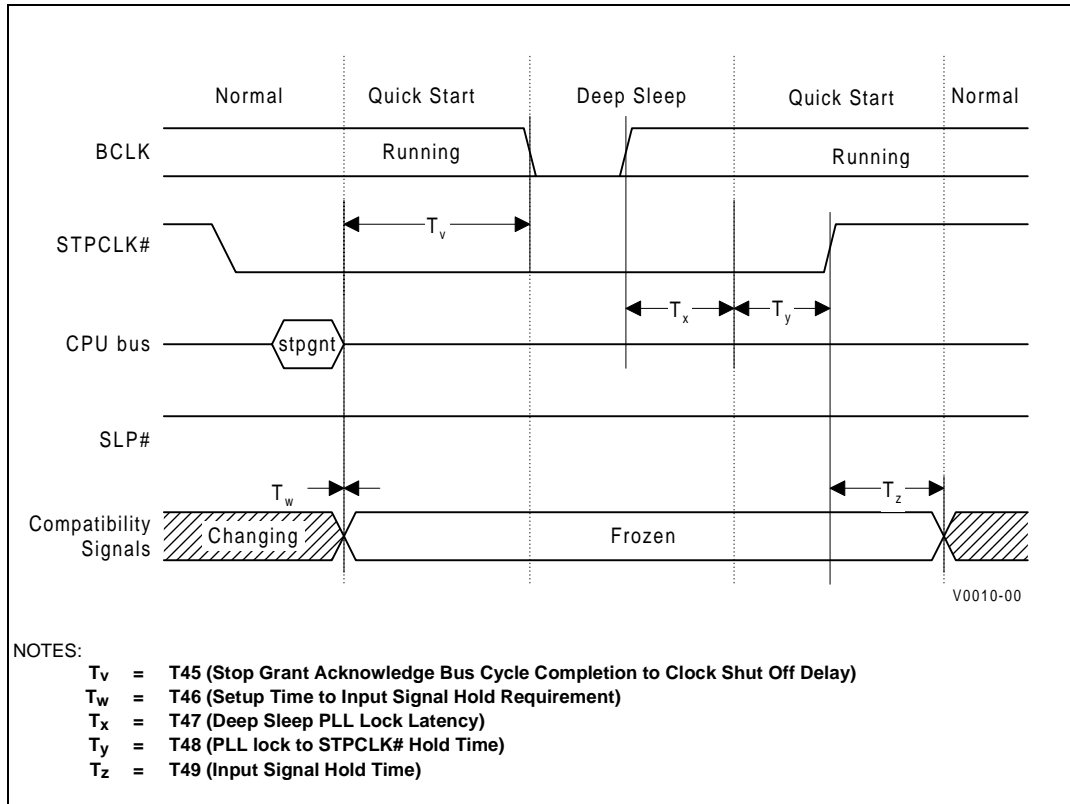 Normal Quick Start Deep Sleep Quick Start Normal
BCLK Running Running
STPCLK# Tv
Tx Ty
CPU bus stpgnt
SLP#
Tw Tz
Compatibility
Signals Changing Frozen
V0010-00
NOTES:
Tv = T45 (Stop Grant Acknowledge Bus Cycle Completion to Clock Shut Off Delay)
Tw = T46 (Setup Time to Input Signal Hold Requirement)
Tx = T47 (Deep Sleep PLL Lock Latency)
Ty = T48 (PLL lock to STPCLK# Hold Time)
Tz = T49 (Input Signal Hold Time)